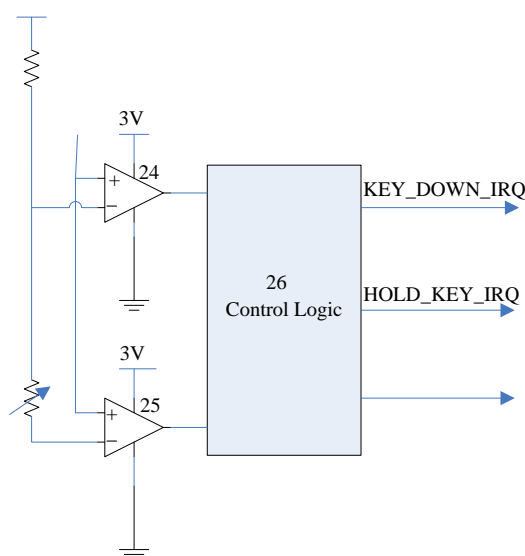 3V
24
+
−
KEY_DOWN_IRQ
26
Control Logic
HOLD_KEY_IRQ
3V
25
+
−